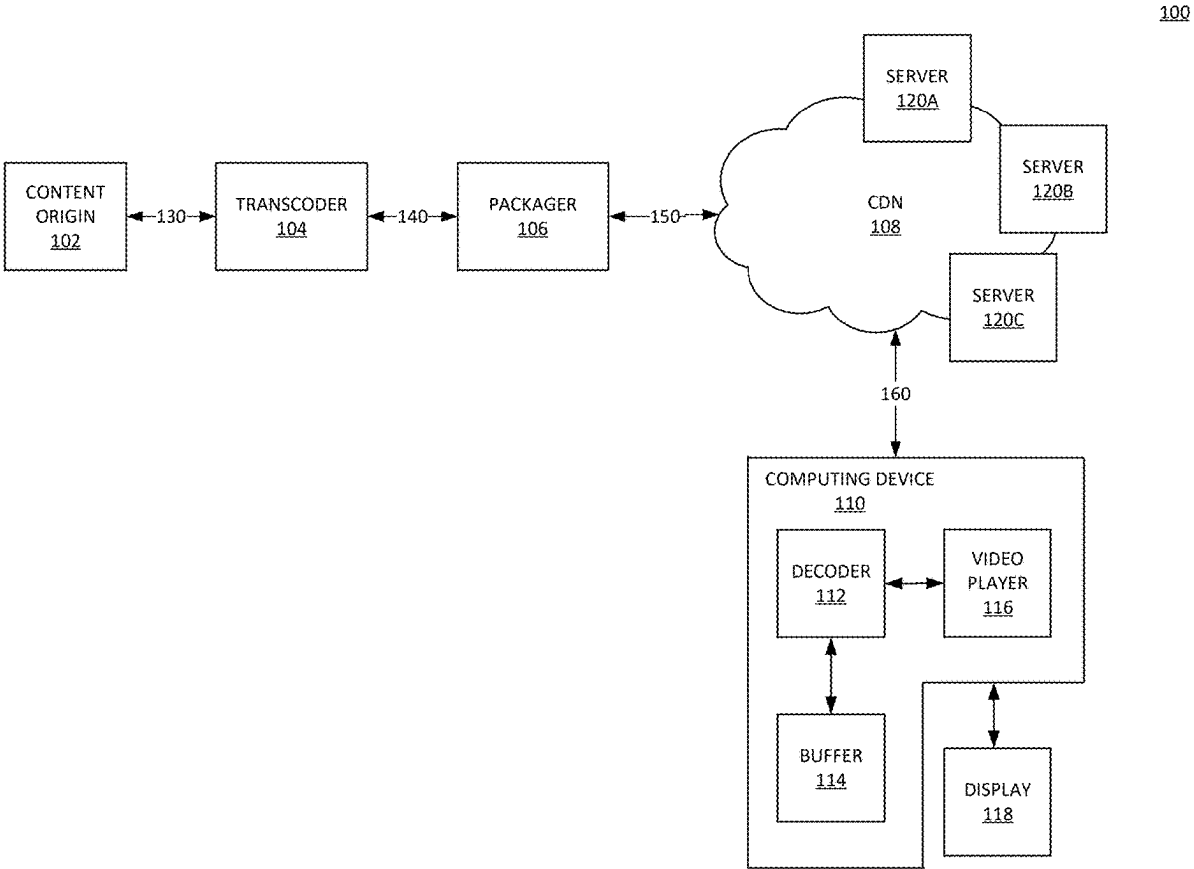 100
SERVER
120A
SERVER
120B
CONTENT
ORIGIN
102
130
TRANSCODER
104
140
PACKAGER
106
150
CDN
108
SERVER
120C
160
COMPUTING DEVICE
110
DECODER
112
VIDEO
PLAYER
116
BUFFER
114
DISPLAY
118